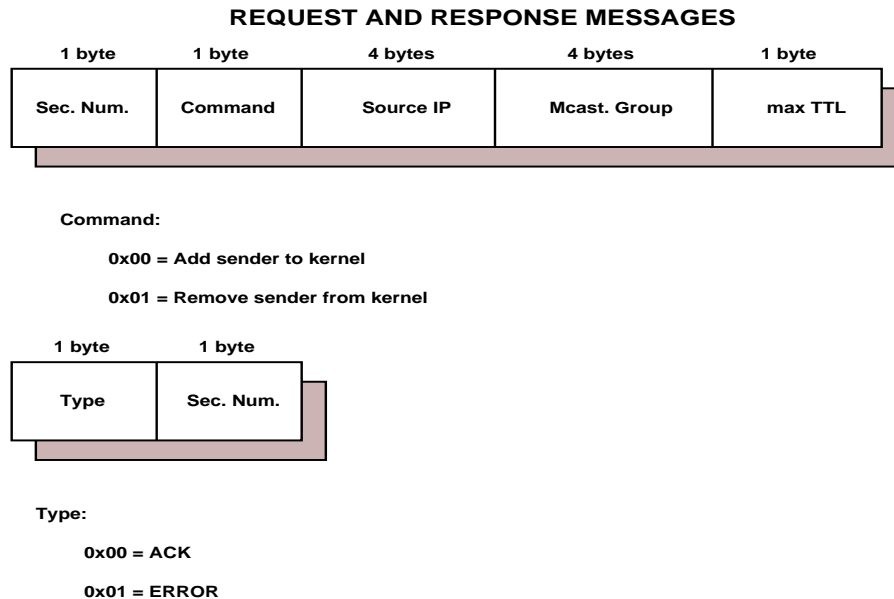 REQUEST AND RESPONSE MESSAGES
1 byte 1 byte 4 bytes 4 bytes 1 byte
Sec. Num. Command Source IP Mcast. Group max TTL
Command:
0x00 = Add sender to kernel
0x01 = Remove sender from kernel
1 byte 1 byte
Type Sec. Num.
Type:
0x00 = ACK
0x01 = ERROR